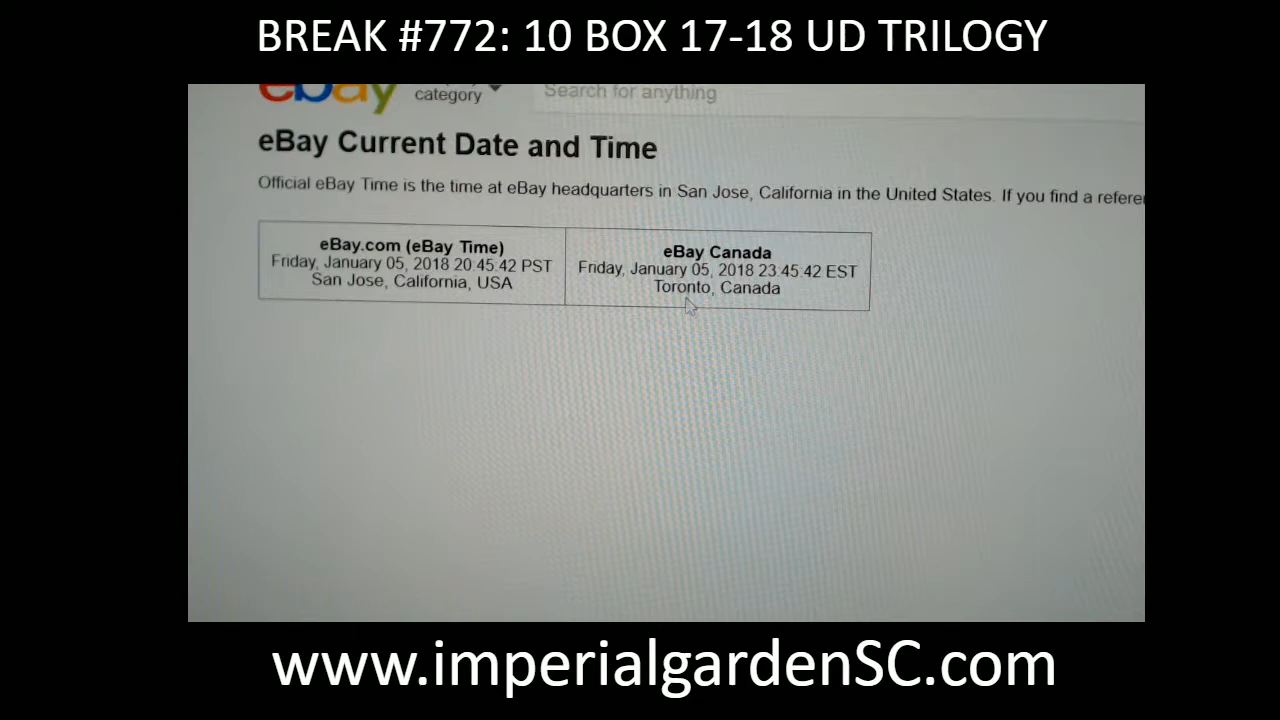 BREAK #772: 10 BOX 17-18 UD TRILOGY
ebay
category
Search for anything
eBay Current Date and Time
Official eBay Time is the time at eBay headquarters in San Jose, California in the United States. If you find a refere
eBay.com (eBay Time)
Friday, January 05, 2018 20:45:42 PST
San Jose, California, USA
eBay Canada
Friday, January 05, 2018 23:45:42 EST
Toronto, Canada
www.imperialgardenSC.com